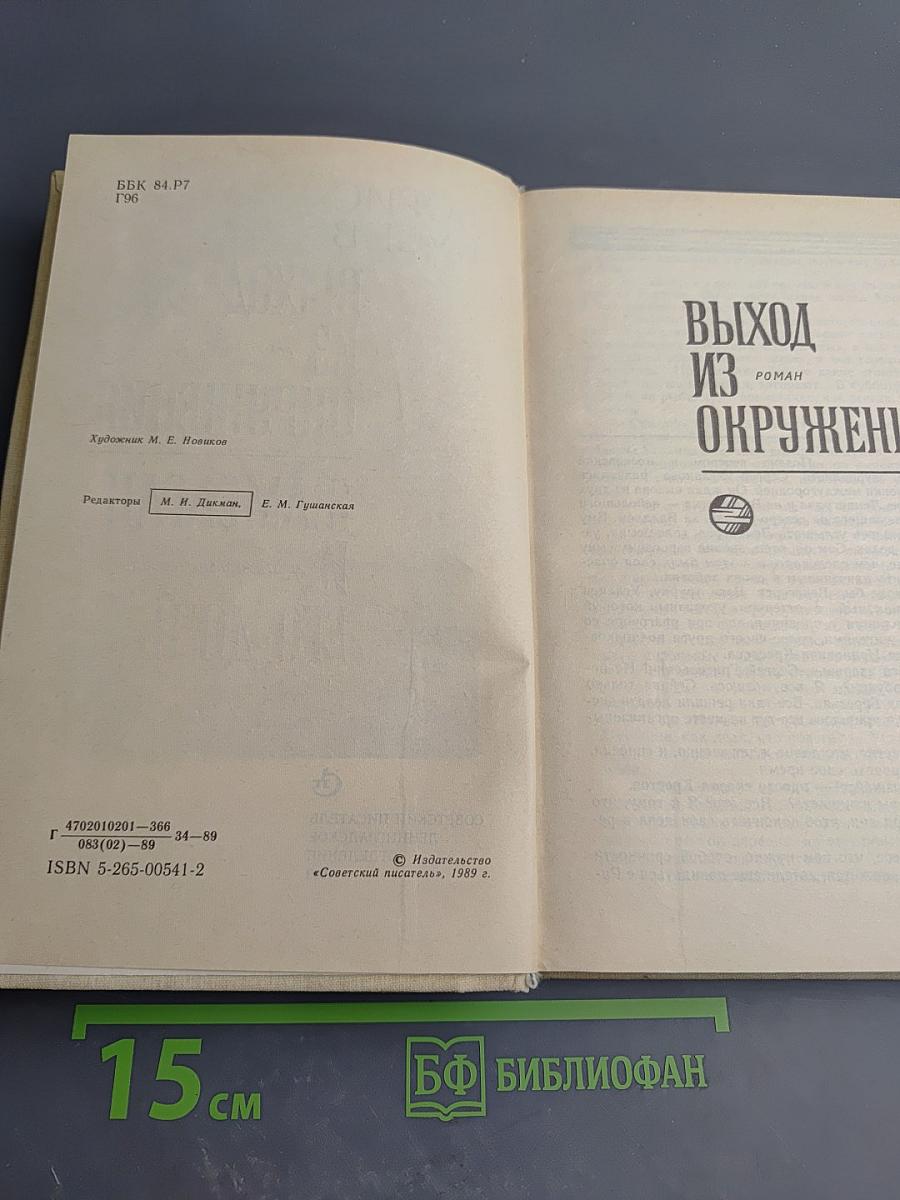 ББК 84.Р7
Г96
Художник М. Е. Новиков
Редакторы М. И. Дикман, Е. М. Гушанская
Г 4702010201—366 34—89
083(02)—89
ISBN 5-265-00541-2
© Издательство
«Советский писатель», 1989 г.
ВЫХОД
ИЗ РОМАН
ОКРУЖЕН
15 см
БФ БИБЛИОФАН